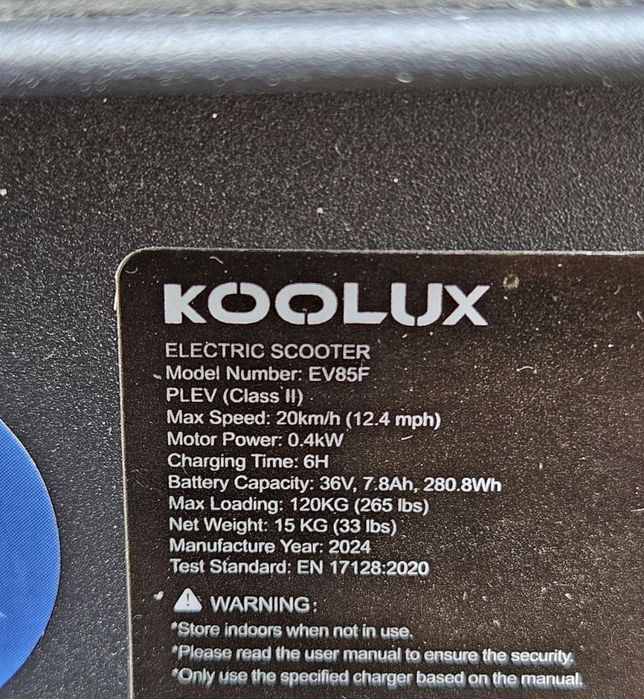 KOOLUX
ELECTRIC SCOOTER
Model Number: EV85F
PLEV (Class II)
Max Speed: 20km/h (12.4 mph)
Motor Power: 0.4kW
Charging Time: 6H
Battery Capacity: 36V, 7.8Ah, 280.8Wh
Max Loading: 120KG (265 lbs)
Net Weight: 15 KG (33 lbs)
Manufacture Year: 2024
Test Standard: EN 17128:2020
WARNING:
*Store indoors when not in use.
*Please read the user manual to ensure the security.
*Only use the specified charger based on the manual.